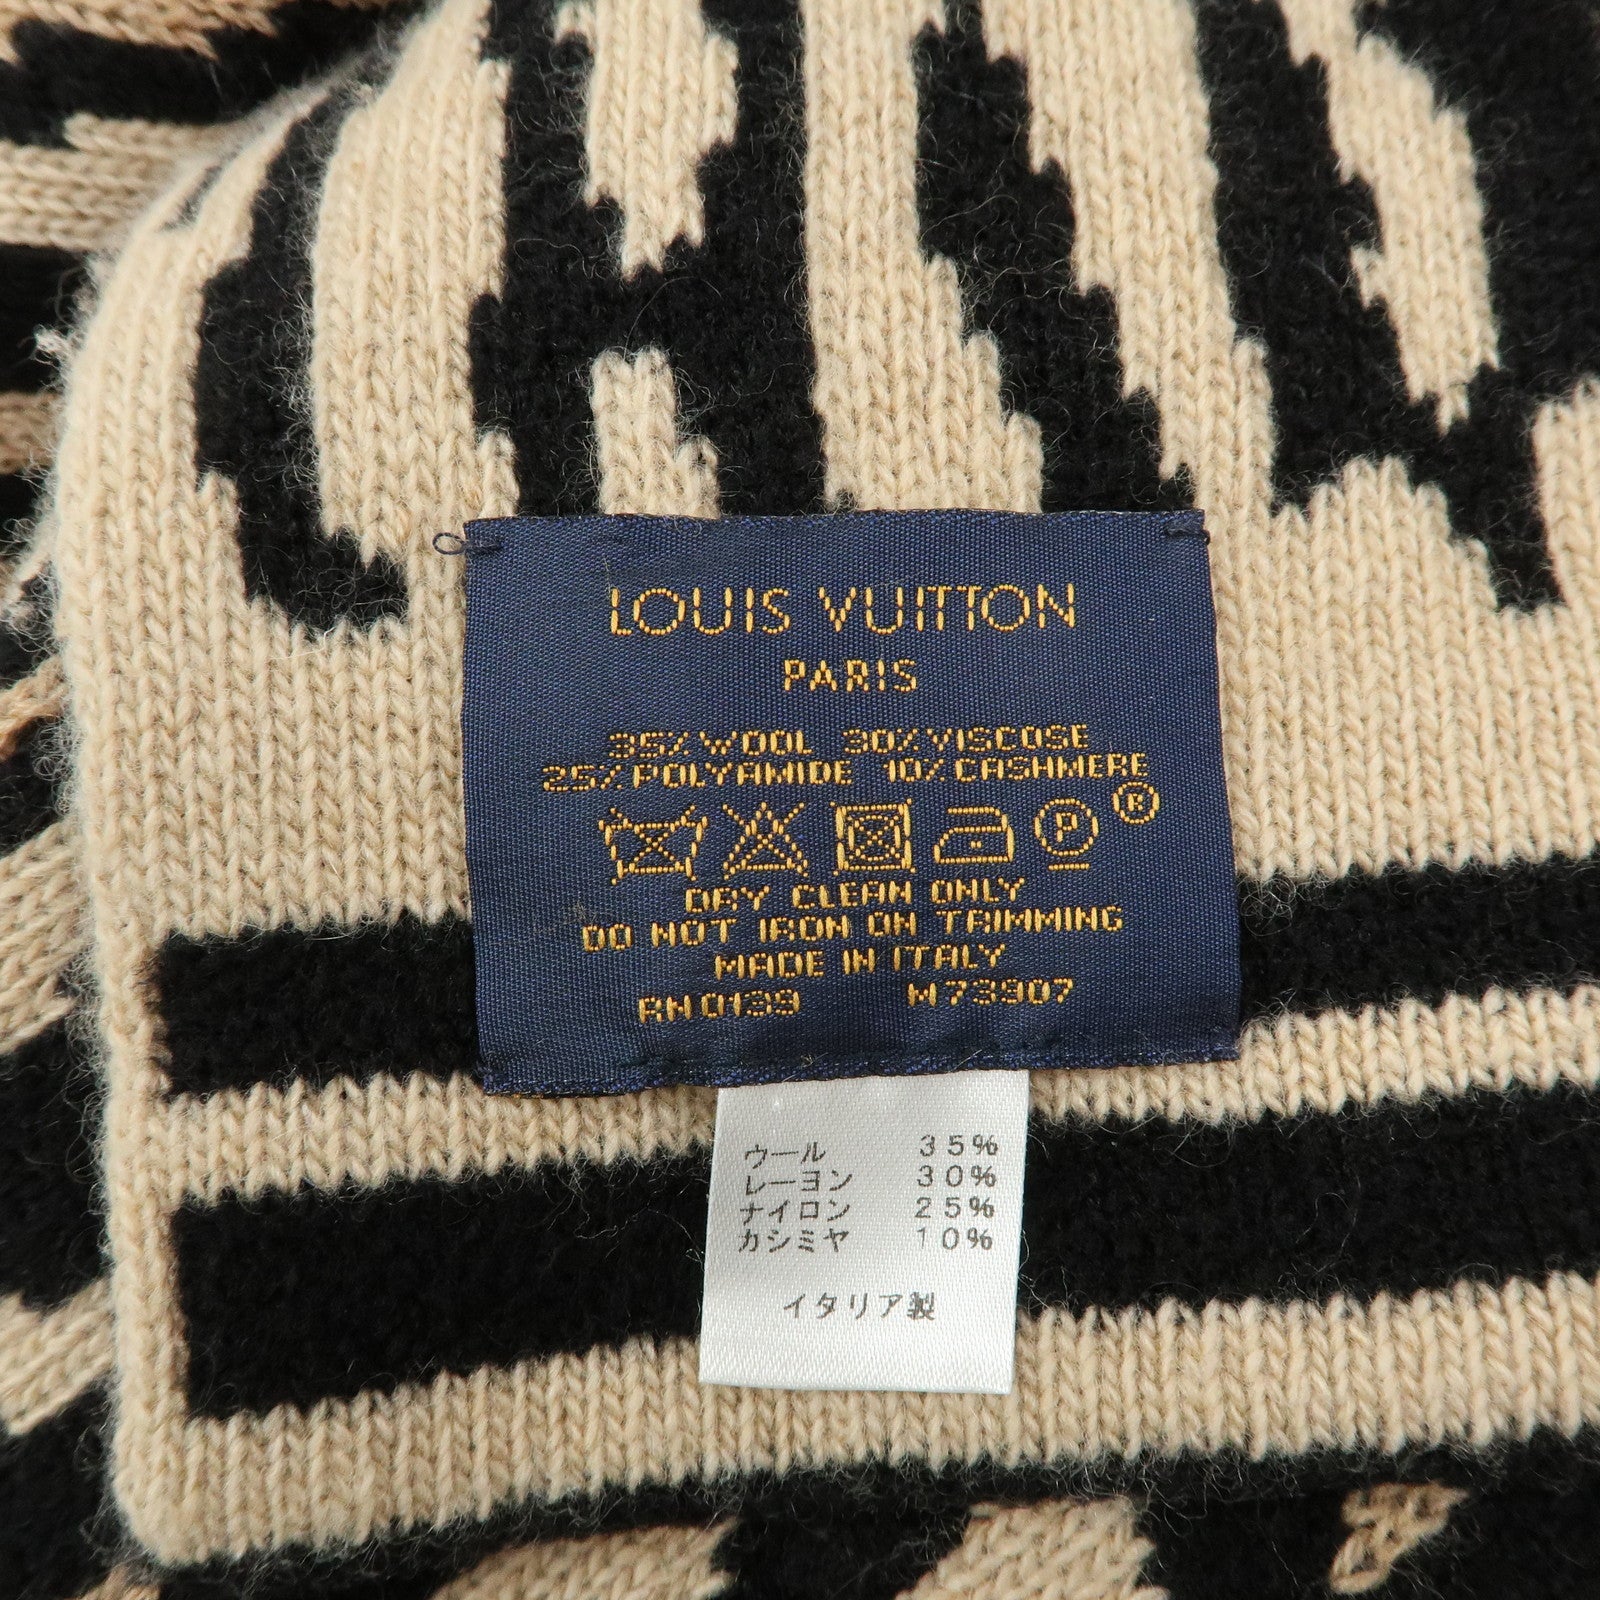 LOUIS VUITTON
PARIS
35% WOOL 30% VISCOSE
25% POLYAMIDE 10% CASHMERE
P ®
DRY CLEAN ONLY
DO NOT IRON ON TRIMMING
MADE IN ITALY
RN 0139 M73907
ウール 35%
レーヨン 30%
ナイロン 25%
カシミヤ 10%
イタリア製